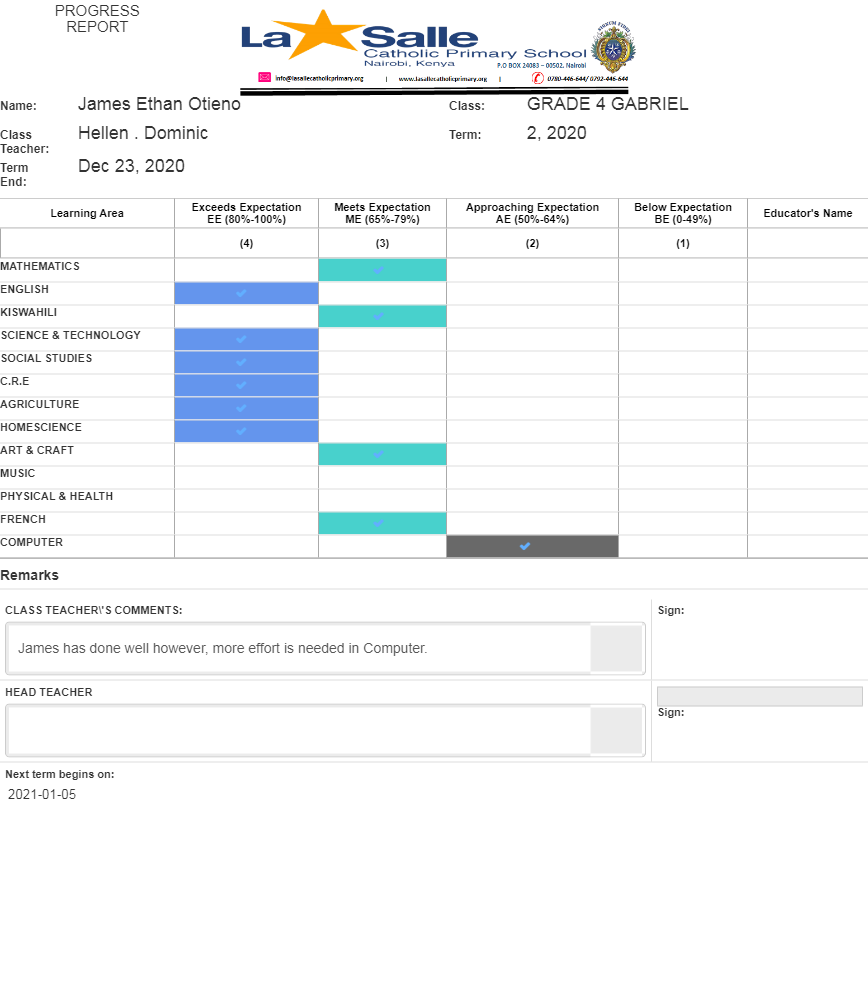 PROGRESS
REPORT
La Salle
Catholic Primary School
Nairobi, Kenya
P.O BOX 24083 – 00502, Nairobi
info@lasallecatholicprimary.org | www.lasallecatholicprimary.org | 0780-446-644/ 0792-446-644
Name: James Ethan Otieno Class: GRADE 4 GABRIEL
Class Teacher: Hellen . Dominic Term: 2, 2020
Term End: Dec 23, 2020
Learning Area Exceeds Expectation EE (80%-100%) Meets Expectation ME (65%-79%) Approaching Expectation AE (50%-64%) Below Expectation BE (0-49%) Educator's Name
(4) (3) (2) (1)
MATHEMATICS ✔
ENGLISH ✔
KISWAHILI ✔
SCIENCE & TECHNOLOGY ✔
SOCIAL STUDIES ✔
C.R.E ✔
AGRICULTURE ✔
HOMESCIENCE ✔
ART & CRAFT ✔
MUSIC
PHYSICAL & HEALTH
FRENCH ✔
COMPUTER ✔
Remarks
CLASS TEACHER\'S COMMENTS: Sign:
James has done well however, more effort is needed in Computer.
HEAD TEACHER
Sign:
Next term begins on:
2021-01-05